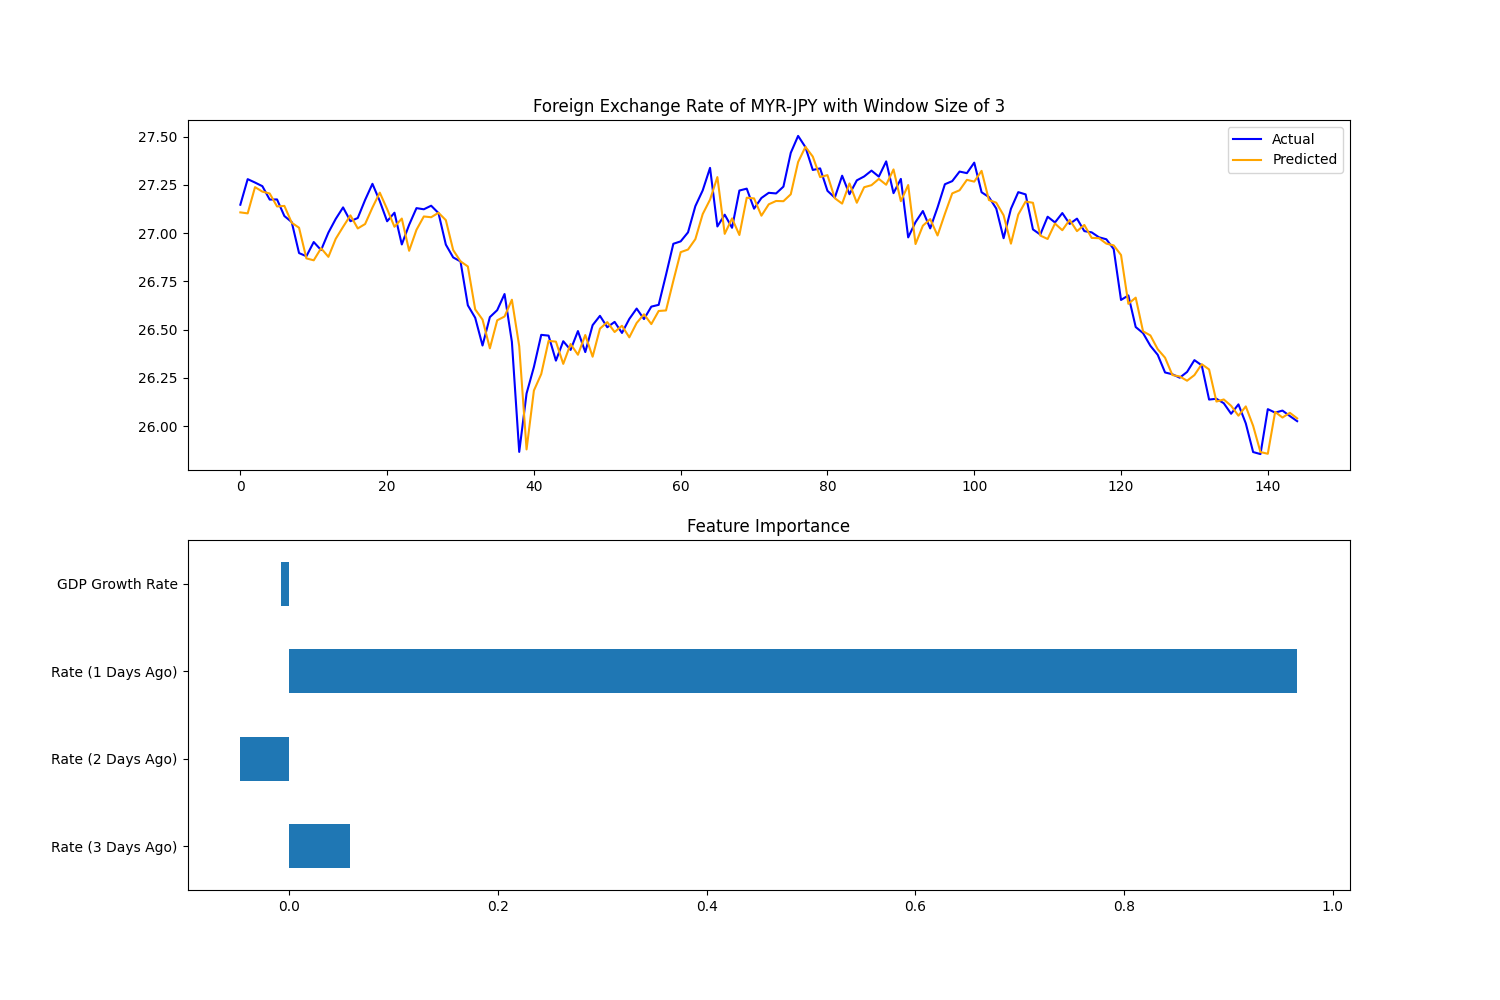 Foreign Exchange Rate of MYR-JPY with Window Size of 3
Actual
Predicted
27.50
27.25
27.00
26.75
26.50
26.25
26.00
0 20 40 60 80 100 120 140
Feature Importance
GDP Growth Rate
Rate (1 Days Ago)
Rate (2 Days Ago)
Rate (3 Days Ago)
0.0 0.2 0.4 0.6 0.8 1.0